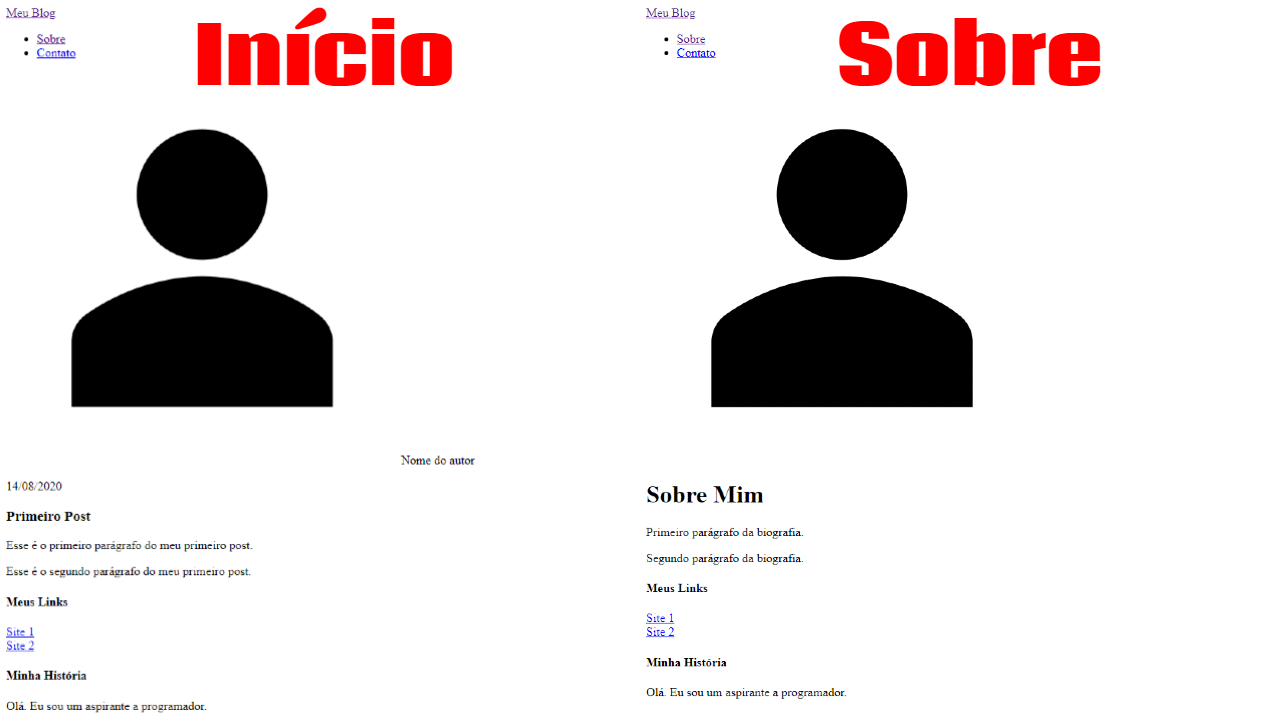 Meu Blog
Sobre
Contato
Início
Nome do autor
14/08/2020
Primeiro Post
Esse é o primeiro parágrafo do meu primeiro post.
Esse é o segundo parágrafo do meu primeiro post.
Meus Links
Site 1
Site 2
Minha História
Olá. Eu sou um aspirante a programador.
Meu Blog
Sobre
Contato
Sobre
Sobre Mim
Primeiro parágrafo da biografia.
Segundo parágrafo da biografia.
Meus Links
Site 1
Site 2
Minha História
Olá. Eu sou um aspirante a programador.